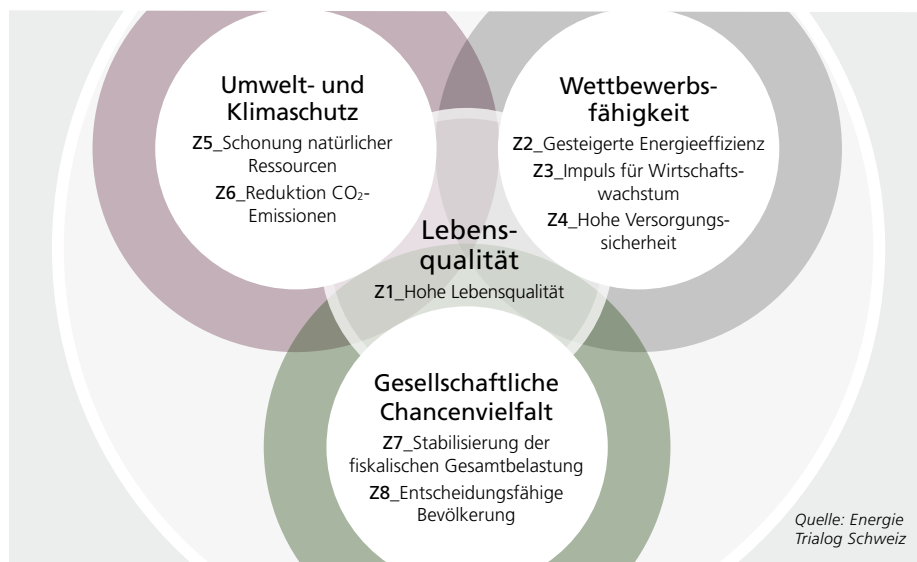 Umwelt- und
Klimaschutz
Z5_Schonung natürlicher
Ressourcen
Z6_Reduktion CO₂-
Emissionen
Wettbewerbs-
fähigkeit
Z2_Gesteigerte Energieeffizienz
Z3_Impuls für Wirtschafts-
wachstum
Z4_Hohe Versorgungs-
sicherheit
Lebens-
qualität
Z1_Hohe Lebensqualität
Gesellschaftliche
Chancenvielfalt
Z7_Stabilisierung der
fiskalischen Gesamtbelastung
Z8_Entscheidungsfähige
Bevölkerung
Quelle: Energie
Trialog Schweiz